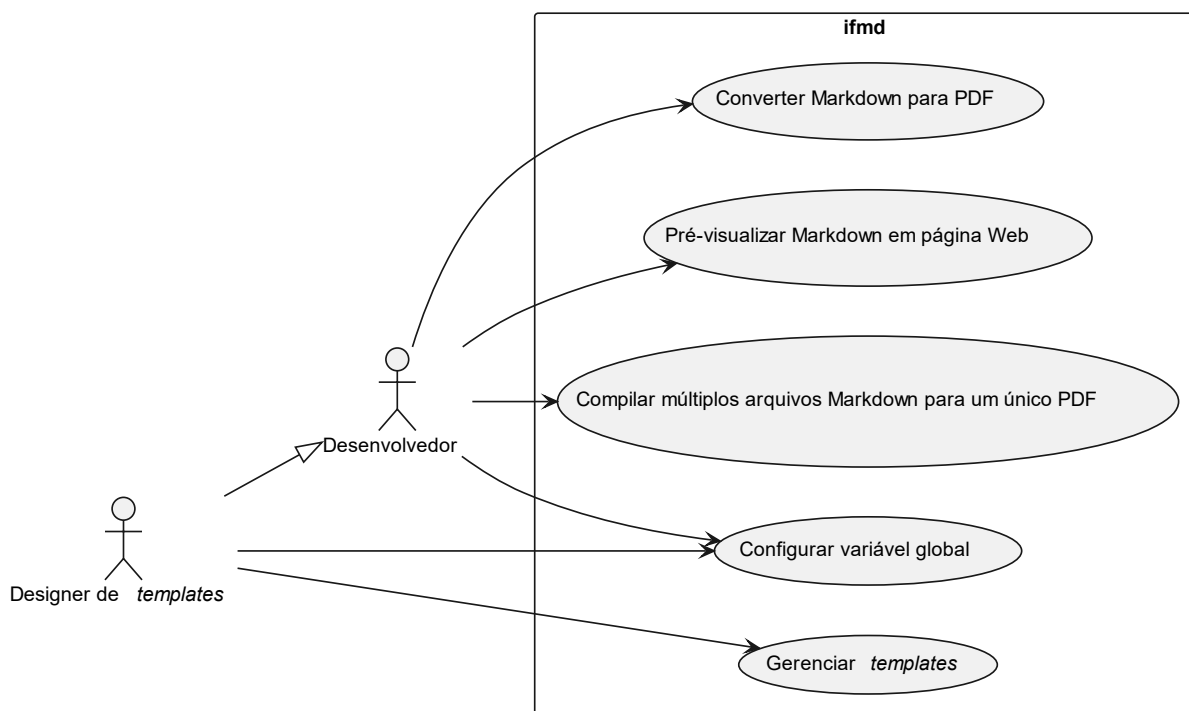 ifmd
Converter Markdown para PDF
Pré-visualizar Markdown em página Web
Compilar múltiplos arquivos Markdown para um único PDF
Desenvolvedor
Configurar variável global
Designer de templates
Gerenciar templates